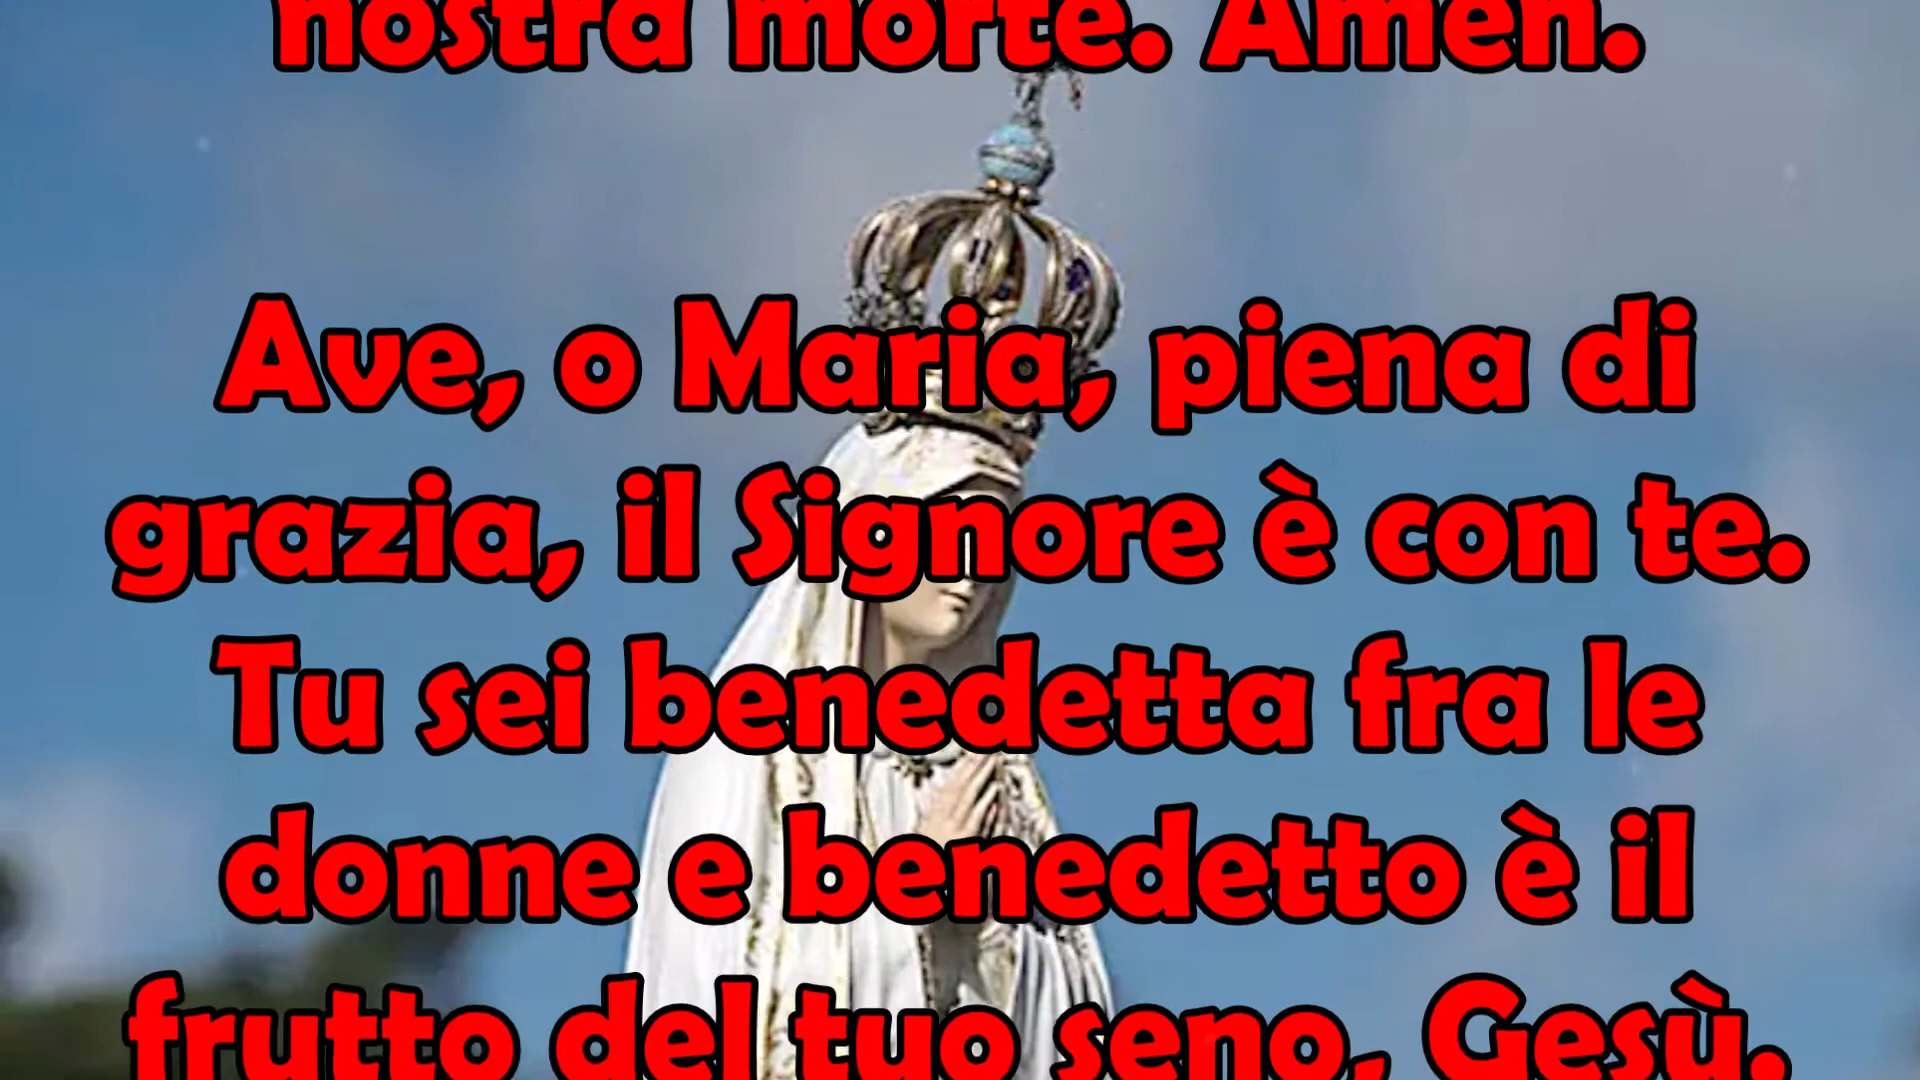 nostra morte. Amen.
Ave, o Maria, piena di
grazia, il Signore è con te.
Tu sei benedetta fra le
donne e benedetto è il
frutto del tuo seno, Gesù.